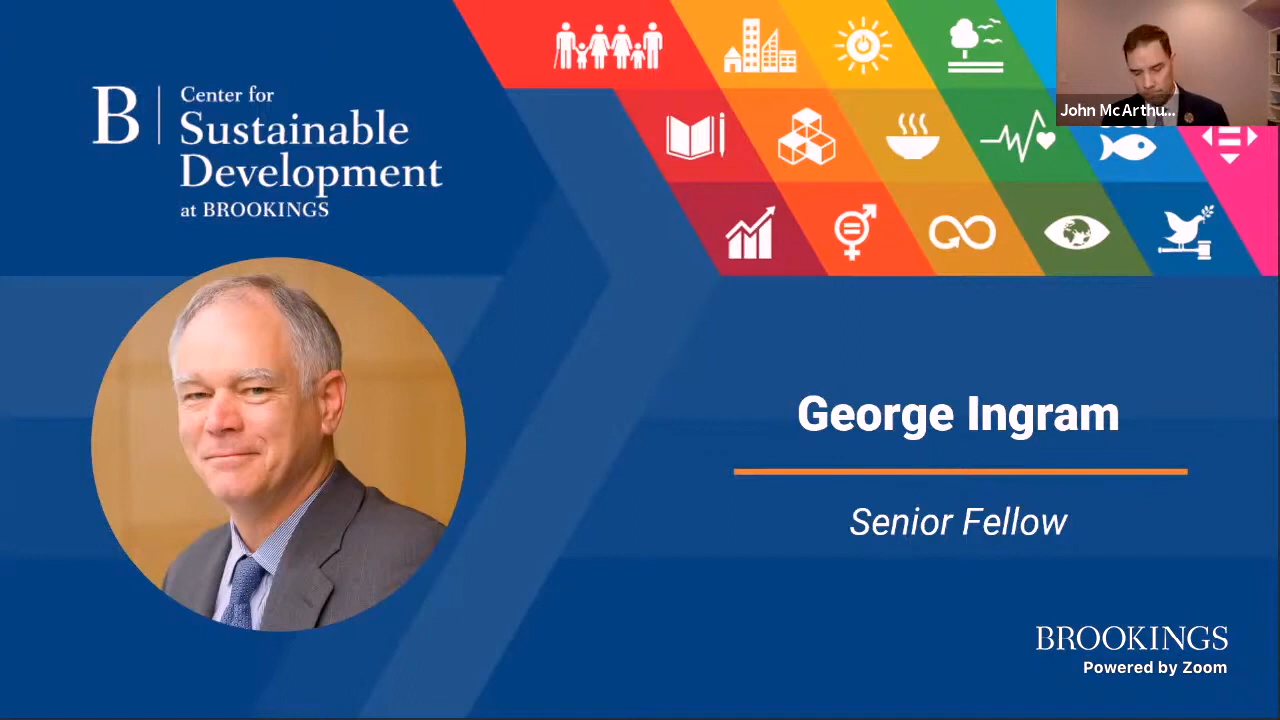 B
Center for
Sustainable
Development
at BROOKINGS
John McArthu...
George Ingram
Senior Fellow
BROOKINGS
Powered by Zoom